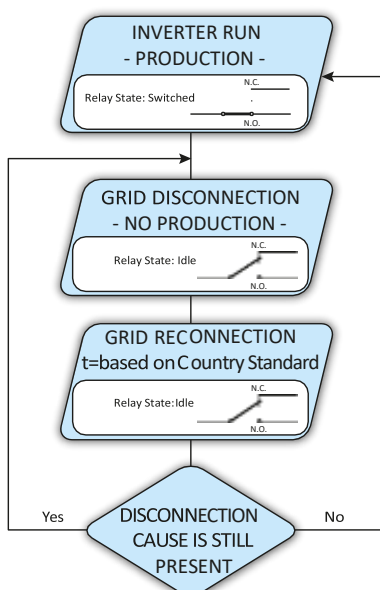 INVERTER RUN
- PRODUCTION -
N.C.
Relay State: Switched
N.O.
GRID DISCONNECTION
- NO PRODUCTION -
N.C.
Relay State: Idle
N.O.
GRID RECONNECTION
t=based on Country Standard
N.C.
Relay State:Idle
N.O.
Yes
No
DISCONNECTION
CAUSE IS STILL
PRESENT